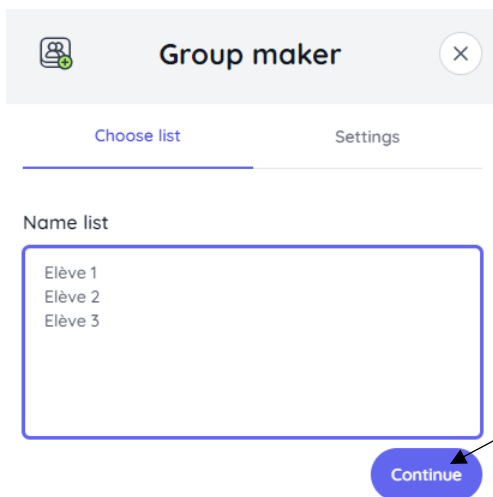 Group maker
Choose list Settings
Name list
Elève 1
Elève 2
Elève 3
Continue